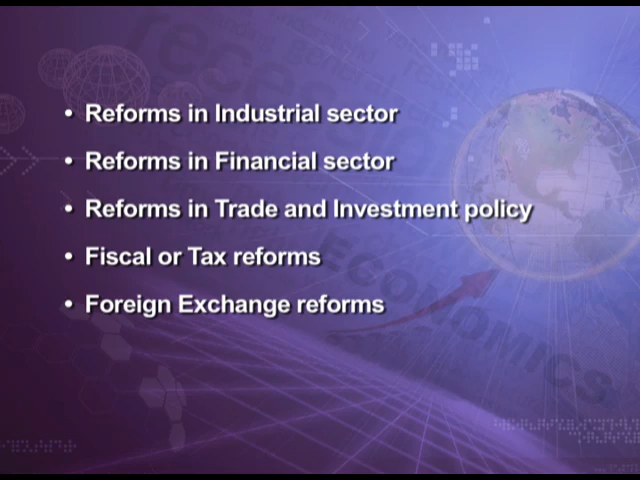 • Reforms in Industrial sector
• Reforms in Financial sector
• Reforms in Trade and Investment policy
• Fiscal or Tax reforms
• Foreign Exchange reforms
ECONOMICS